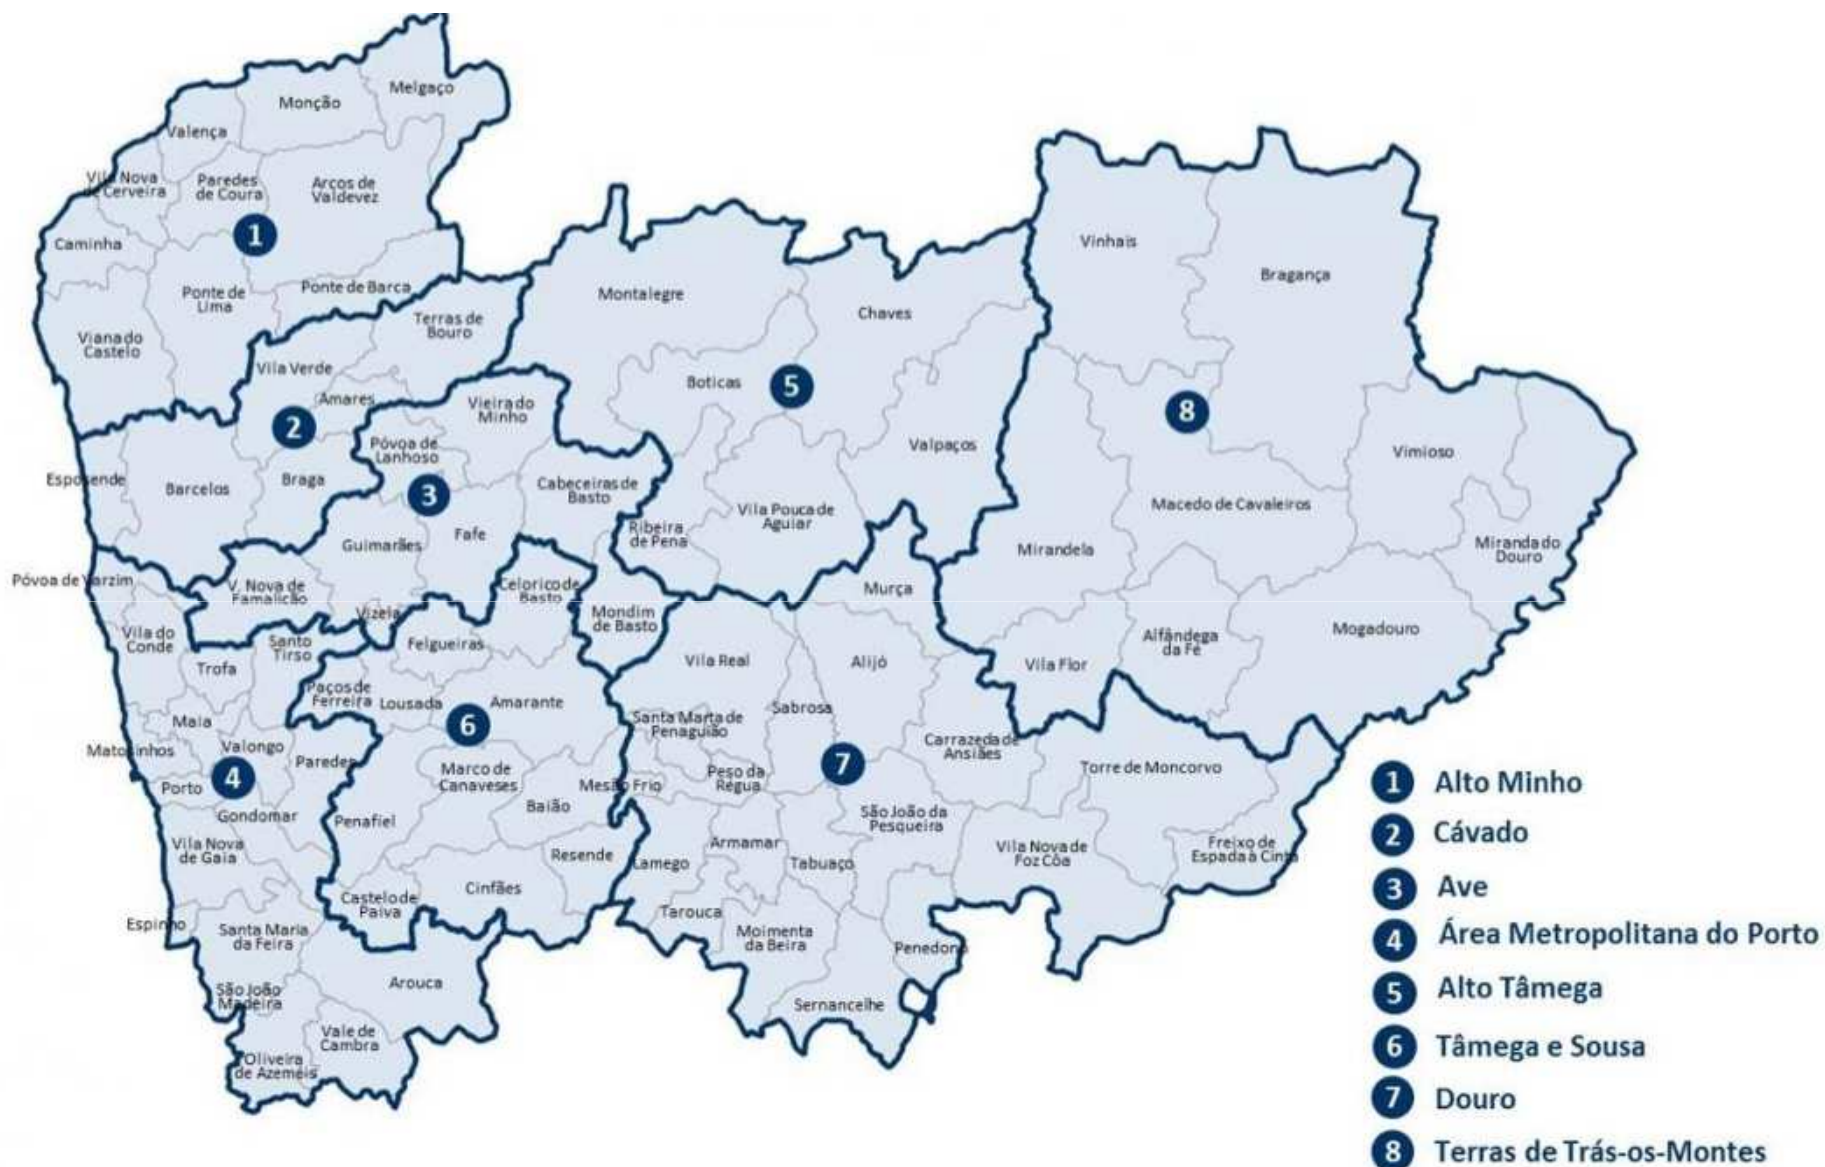 Melgaço
Monção
Valença
Vila Nova
de Cerveira
Paredes
de Coura
Arcos de
Valdevez
1
Caminha
Ponte de
Lima
Ponte de Barca
Viana do
Castelo
Terras de
Bouro
Vila Verde
Amares
2
Esposende
Barcelos
Braga
Vieira do
Minho
Póvoa de
Lanhoso
3
Cabeceiras de
Basto
Guimarães
Fafe
V. Nova de
Famalicão
Vizela
Mondim
de Basto
Póvoa de Varzim
Vila do
Conde
Santo
Tirso
Trofa
Maia
Matosinhos
Valongo
Paredes
4
Porto
Gondomar
Vila Nova
de Gaia
Espinho
Santa Maria
da Feira
Arouca
São João
Madeira
Vale de
Cambra
Oliveira
de Azeméis
Montalegre
Chaves
Boticas
5
Valpaços
Vila Pouca de
Aguiar
Ribeira
de Pena
Celorico de
Basto
Felgueiras
Paços de
Ferreira
Lousada
Amarante
6
Marco de
Canaveses
Baião
Penafiel
Resende
Castelo de
Paiva
Cinfães
Murça
Vila Real
Alijó
Sabrosa
Santa Marta de
Penaguião
Carrazeda de
Ansiães
7
Peso da
Régua
Mesão Frio
Torre de Moncorvo
São João da
Pesqueira
Armamar
Tabuaço
Lamego
Vila Nova de
Foz Côa
Freixo de
Espada à Cinta
Tarouca
Moimenta
da Beira
Penedono
Sernancelhe
Vinhais
Bragança
8
Vimioso
Macedo de Cavaleiros
Mirandela
Miranda do
Douro
Mogadouro
Alfândega
da Fé
Vila Flor
1 Alto Minho
2 Cávado
3 Ave
4 Área Metropolitana do Porto
5 Alto Tâmega
6 Tâmega e Sousa
7 Douro
8 Terras de Trás-os-Montes